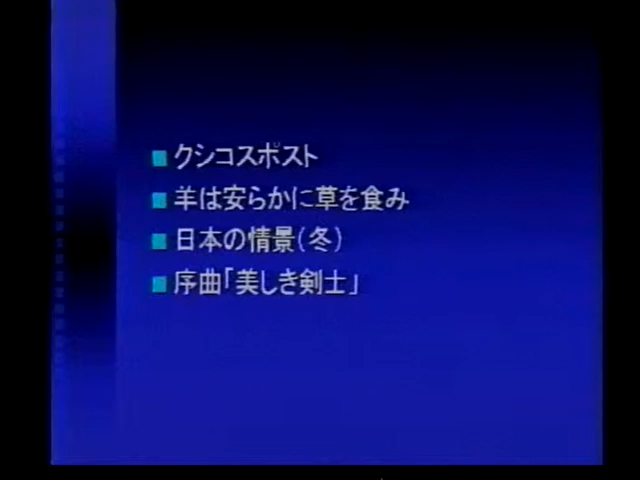 クシコスポスト
羊は安らかに草を食み
日本の情景(冬)
序曲「美しき剣士」